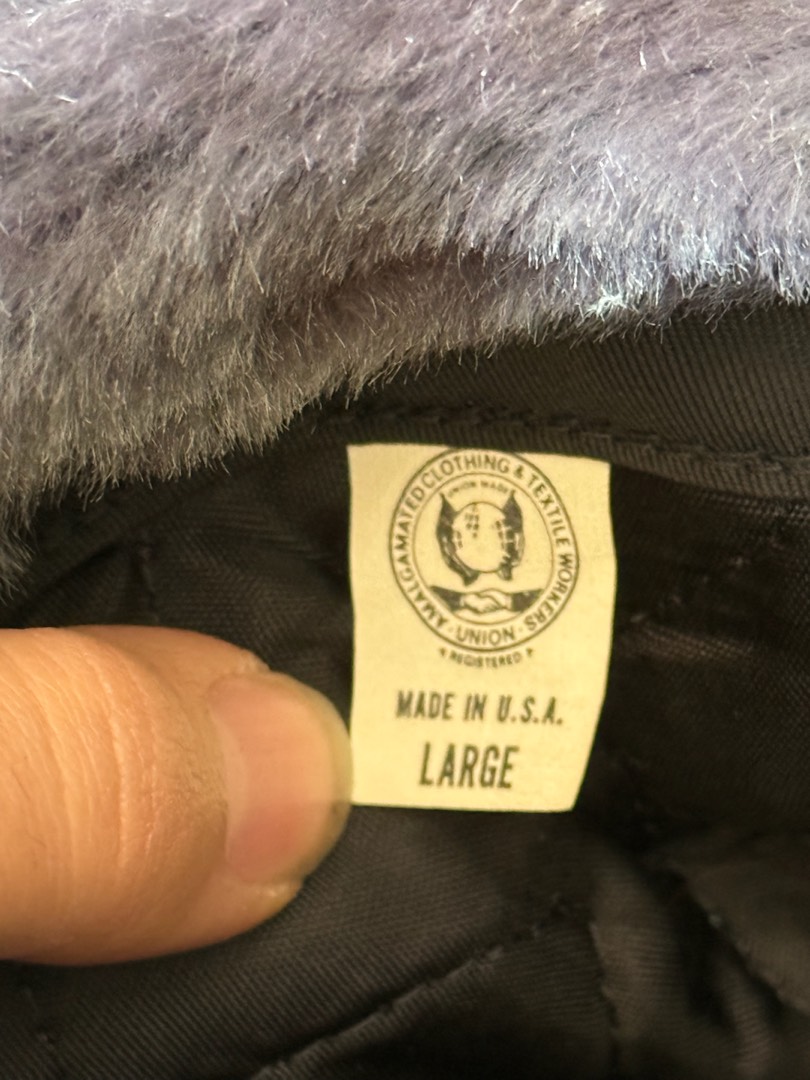 AMALGAMATED CLOTHING & TEXTILE WORKERS
· UNION ·
UNION MADE
REGISTERED
MADE IN U.S.A.
LARGE